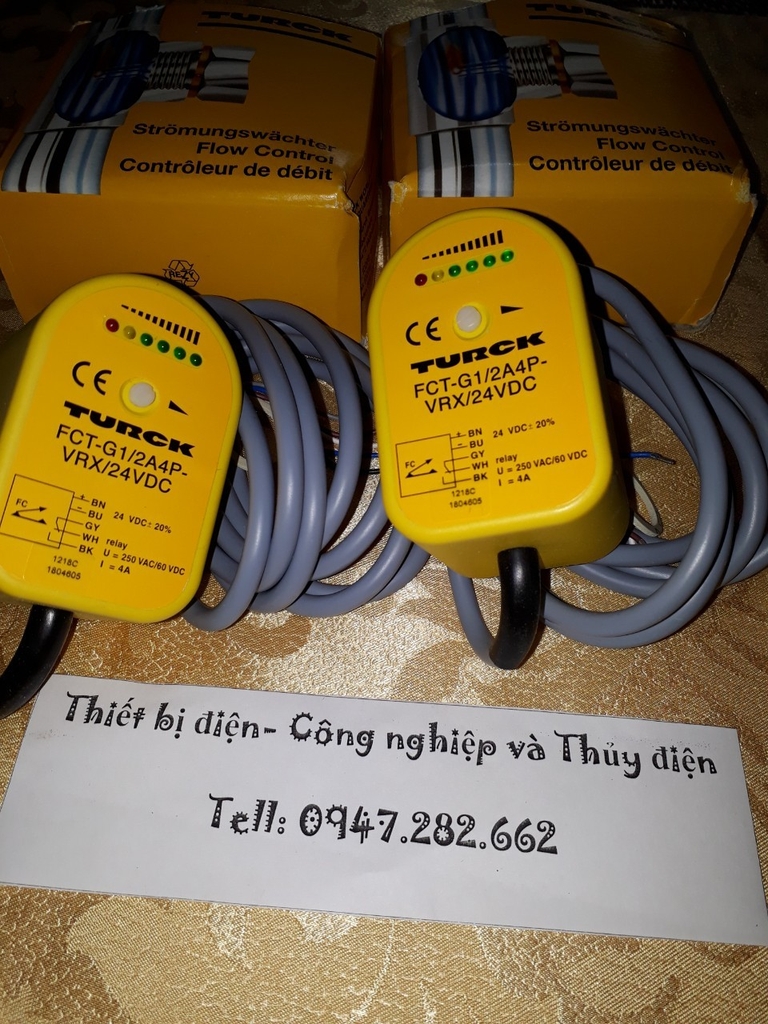 TURCK
Strömungswächter
Flow Control
Contrôleur de débit
TURCK
Strömungswächter
Flow Control
Contrôleur de débit
REZY
CE
TURCK
FCT-G1/2A4P-
VRX/24VDC
FC
+ BN
- BU
GY
WH
BK
24 VDC± 20%
relay
U = 250 VAC/60 VDC
I = 4A
1218C
1804605
CE
TURCK
FCT-G1/2A4P-
VRX/24VDC
FC
+ BN
- BU
GY
WH
BK
24 VDC± 20%
relay
U = 250 VAC/60 VDC
I = 4A
1218C
1804605
Thiết bị điện- Công nghiệp và Thủy điện
Tell: 0947.282.662